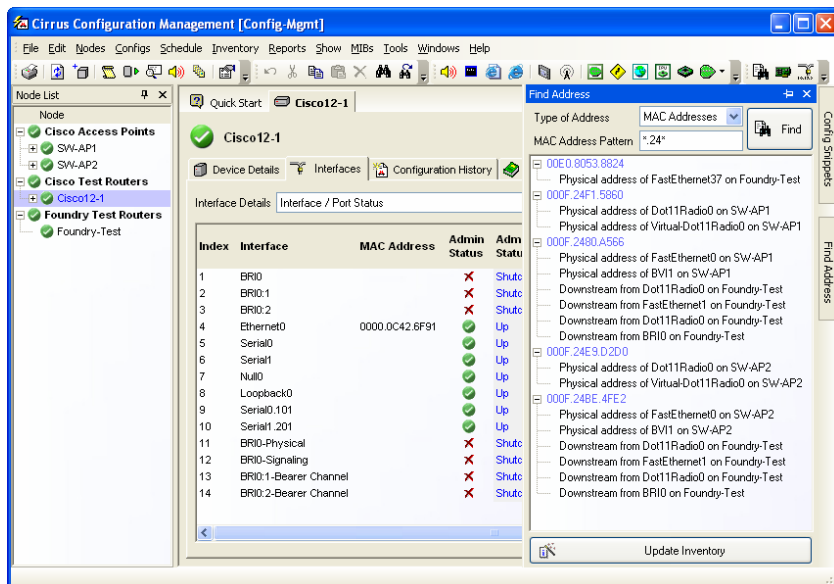 Cirrus Configuration Management [Config-Mgmt]
File Edit Nodes Configs Schedule Inventory Reports Show MIBs Tools Windows Help
Node List
Node
Cisco Access Points
SW-AP1
SW-AP2
Cisco Test Routers
Cisco12-1
Foundry Test Routers
Foundry-Test
Quick Start
Cisco12-1
Cisco12-1
Device Details
Interfaces
Configuration History
Interface Details
Interface / Port Status
Index Interface MAC Address Admin Status Adm Statu
1 BRI0 Shutc
2 BRI0:1 Shutc
3 BRI0:2 Shutc
4 Ethernet0 0000.0C42.6F91 Up
5 Serial0 Up
6 Serial1 Up
7 Null0 Up
8 Loopback0 Up
9 Serial0.101 Up
10 Serial1.201 Up
11 BRI0-Physical Shutc
12 BRI0-Signaling Shutc
13 BRI0:1-Bearer Channel Shutc
14 BRI0:2-Bearer Channel Shutc
Find Address
Type of Address MAC Addresses
MAC Address Pattern *.24*
Find
00E0.8053.8824
Physical address of FastEthernet37 on Foundry-Test
000F.24F1.5860
Physical address of Dot11Radio0 on SW-AP1
Physical address of Virtual-Dot11Radio0 on SW-AP1
000F.2480.A566
Physical address of FastEthernet0 on SW-AP1
Physical address of BVI1 on SW-AP1
Downstream from Dot11Radio0 on Foundry-Test
Downstream from FastEthernet1 on Foundry-Test
Downstream from Dot11Radio0 on Foundry-Test
Downstream from BRI0 on Foundry-Test
000F.24E9.D2D0
Physical address of Dot11Radio0 on SW-AP2
Physical address of Virtual-Dot11Radio0 on SW-AP2
000F.24BE.4FE2
Physical address of FastEthernet0 on SW-AP2
Physical address of BVI1 on SW-AP2
Downstream from Dot11Radio0 on Foundry-Test
Downstream from FastEthernet1 on Foundry-Test
Downstream from Dot11Radio0 on Foundry-Test
Downstream from BRI0 on Foundry-Test
Update Inventory
Config Snippets
Find Address